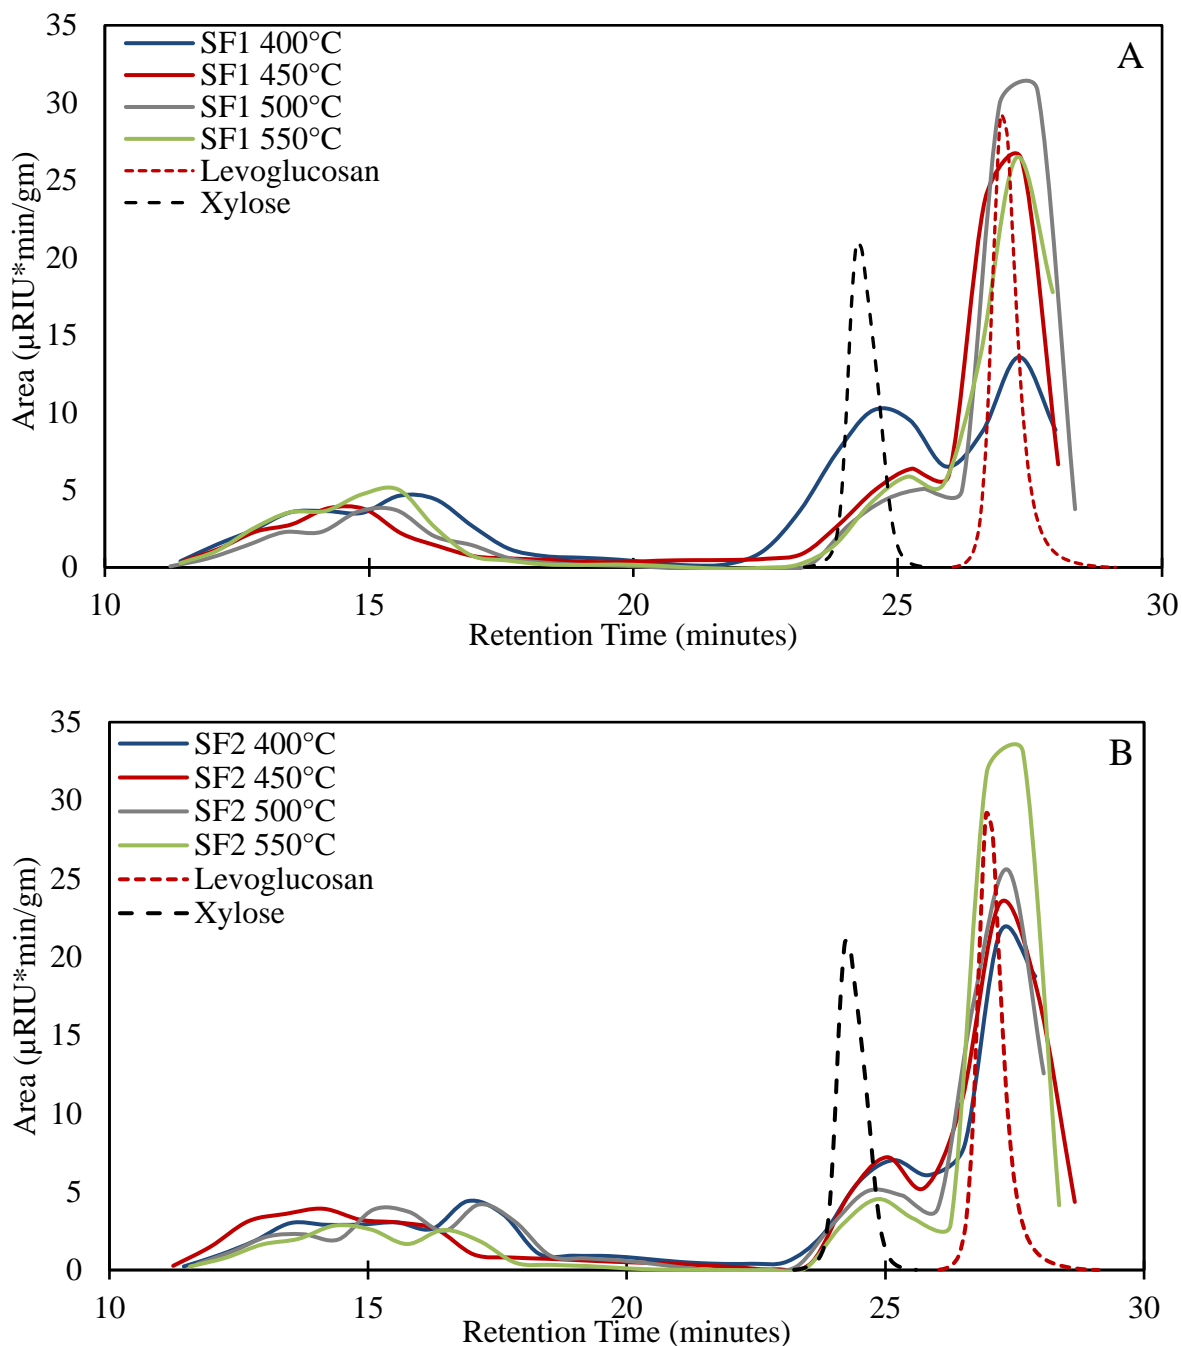 35
30
25
20
15
10
5
0
Area (µRIU*min/gm)
SF1 400°C
SF1 450°C
SF1 500°C
SF1 550°C
Levoglucosan
Xylose
A
10 15 20 25 30
Retention Time (minutes)
35
30
25
20
15
10
5
0
Area (µRIU*min/gm)
SF2 400°C
SF2 450°C
SF2 500°C
SF2 550°C
Levoglucosan
Xylose
B
10 15 20 25 30
Retention Time (minutes)